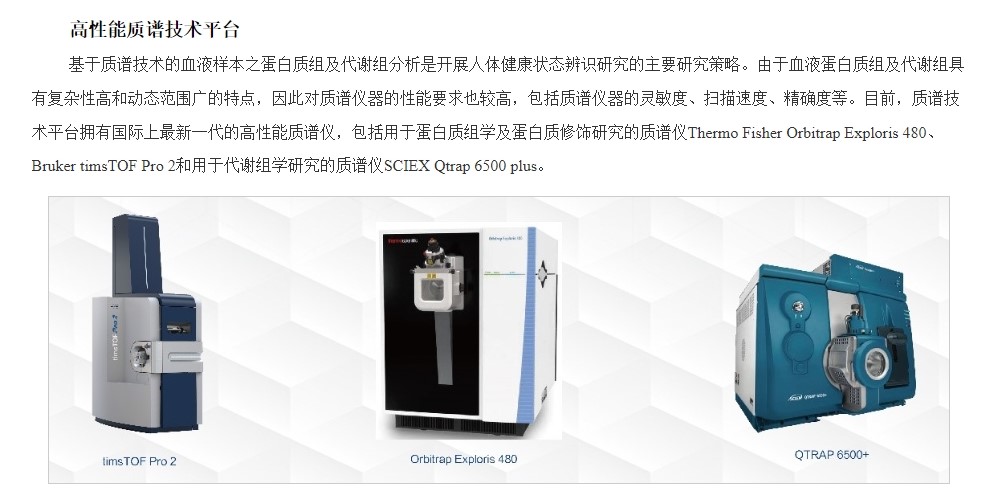 高性能质谱技术平台
基于质谱技术的血液样本之蛋白质组及代谢组分析是开展人体健康状态辨识研究的主要研究策略。由于血液蛋白质组及代谢组具
有复杂性高和动态范围广的特点，因此对质谱仪器的性能要求也较高，包括质谱仪器的灵敏度、扫描速度、精确度等。目前，质谱技
术平台拥有国际上最新一代的高性能质谱仪，包括用于蛋白质组学及蛋白质修饰研究的质谱仪Thermo Fisher Orbitrap Exploris 480、
Bruker timsTOF Pro 2和用于代谢组学研究的质谱仪SCIEX Qtrap 6500 plus。
timsTOF Pro 2
Orbitrap Exploris 480
timsTOF Pro 2
Orbitrap Exploris 480
QTRAP 6500+